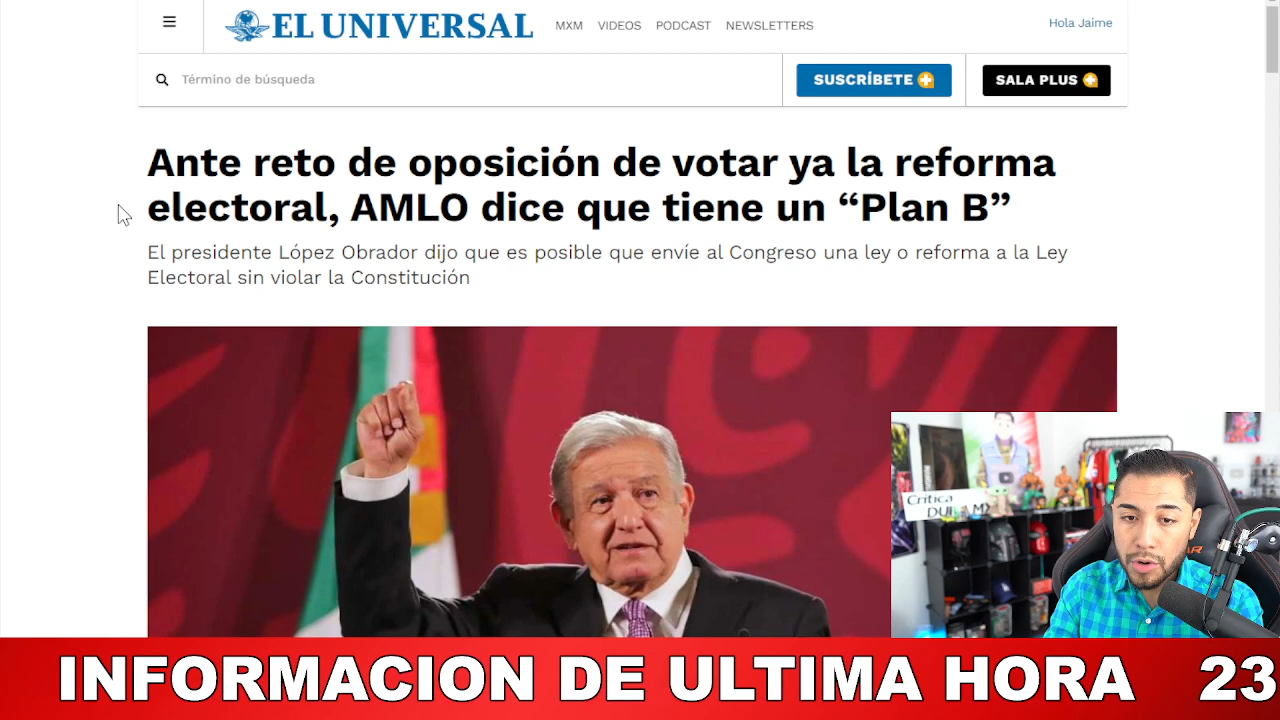 EL UNIVERSAL
MXM VIDEOS PODCAST NEWSLETTERS
Hola Jaime
Término de búsqueda
SUSCRÍBETE
SALA PLUS
Ante reto de oposición de votar ya la reforma
electoral, AMLO dice que tiene un “Plan B”
El presidente López Obrador dijo que es posible que envíe al Congreso una ley o reforma a la Ley
Electoral sin violar la Constitución
Crítica
INFORMACION DE ULTIMA HORA 23